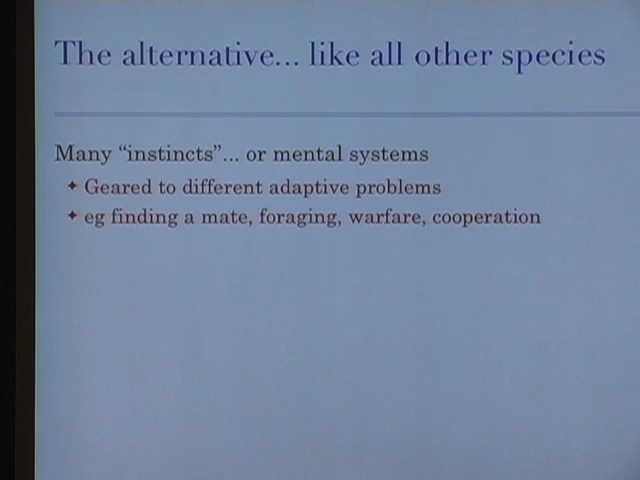 The alternative... like all other species
Many “instincts”... or mental systems
✦ Geared to different adaptive problems
✦ eg finding a mate, foraging, warfare, cooperation